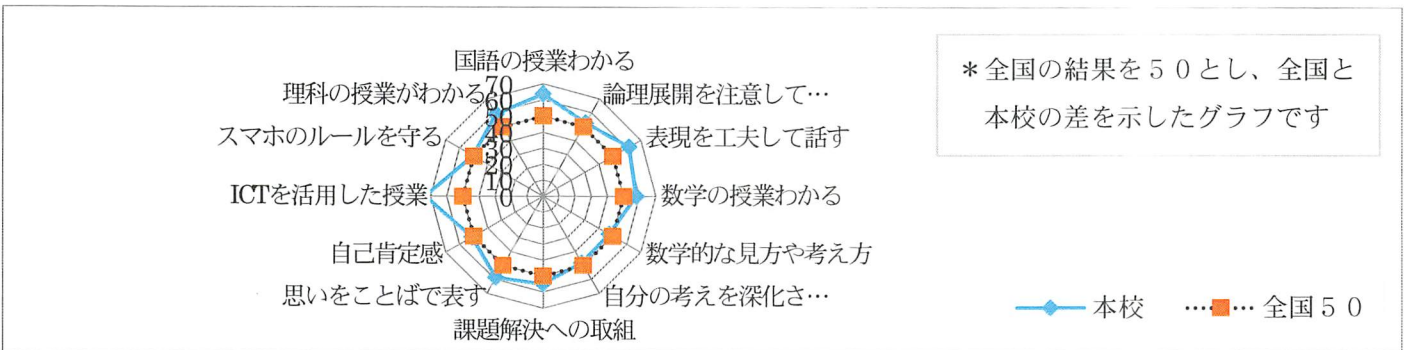 国語の授業わかる
論理展開を注意して…
表現を工夫して話す
数学の授業わかる
数学的な見方や考え方
自分の考えを深化さ…
課題解決への取組
思いをことばで表す
自己肯定感
ICTを活用した授業
スマホのルールを守る
理科の授業がわかる
70
60
50
40
30
20
10
0
＊全国の結果を５０とし、全国と
本校の差を示したグラフです
本校
全国５０